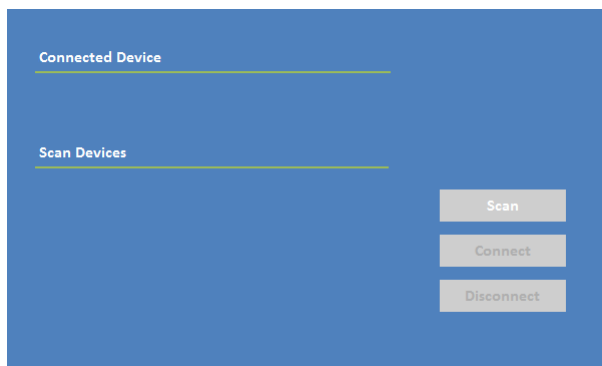 Connected Device
Scan Devices
Scan
Connect
Disconnect